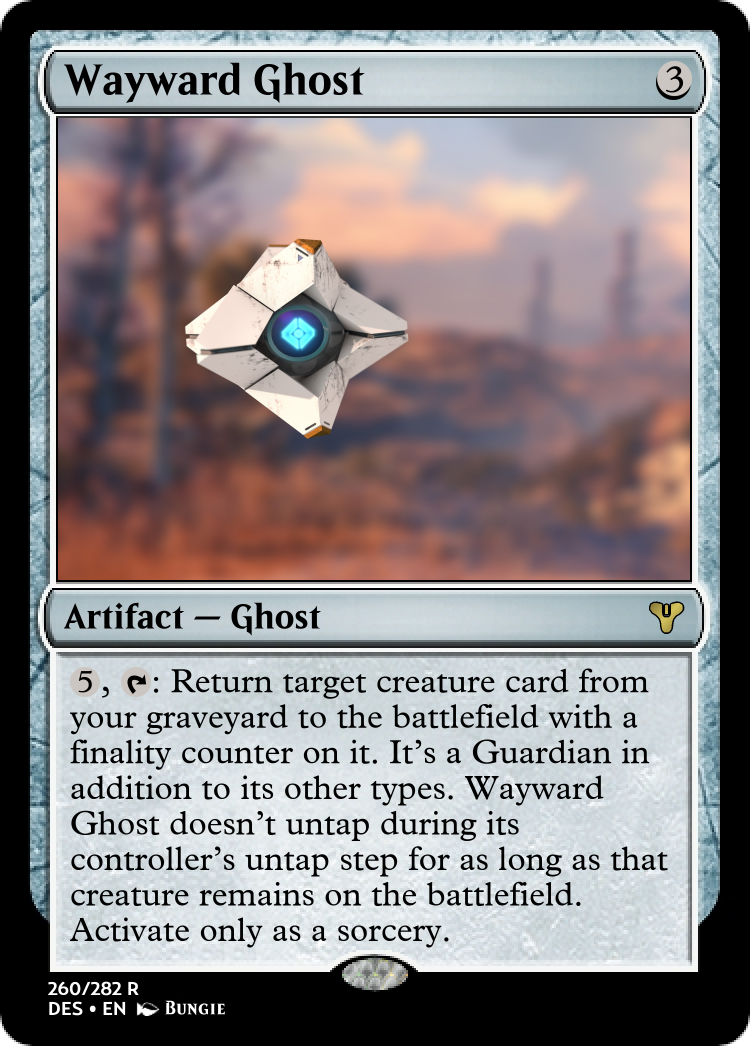 Wayward Ghost 3
Artifact — Ghost
5, : Return target creature card from
your graveyard to the battlefield with a
finality counter on it. It's a Guardian in
addition to its other types. Wayward
Ghost doesn't untap during its
controller's untap step for as long as that
creature remains on the battlefield.
Activate only as a sorcery.
260/282 R
DES • EN Bungie